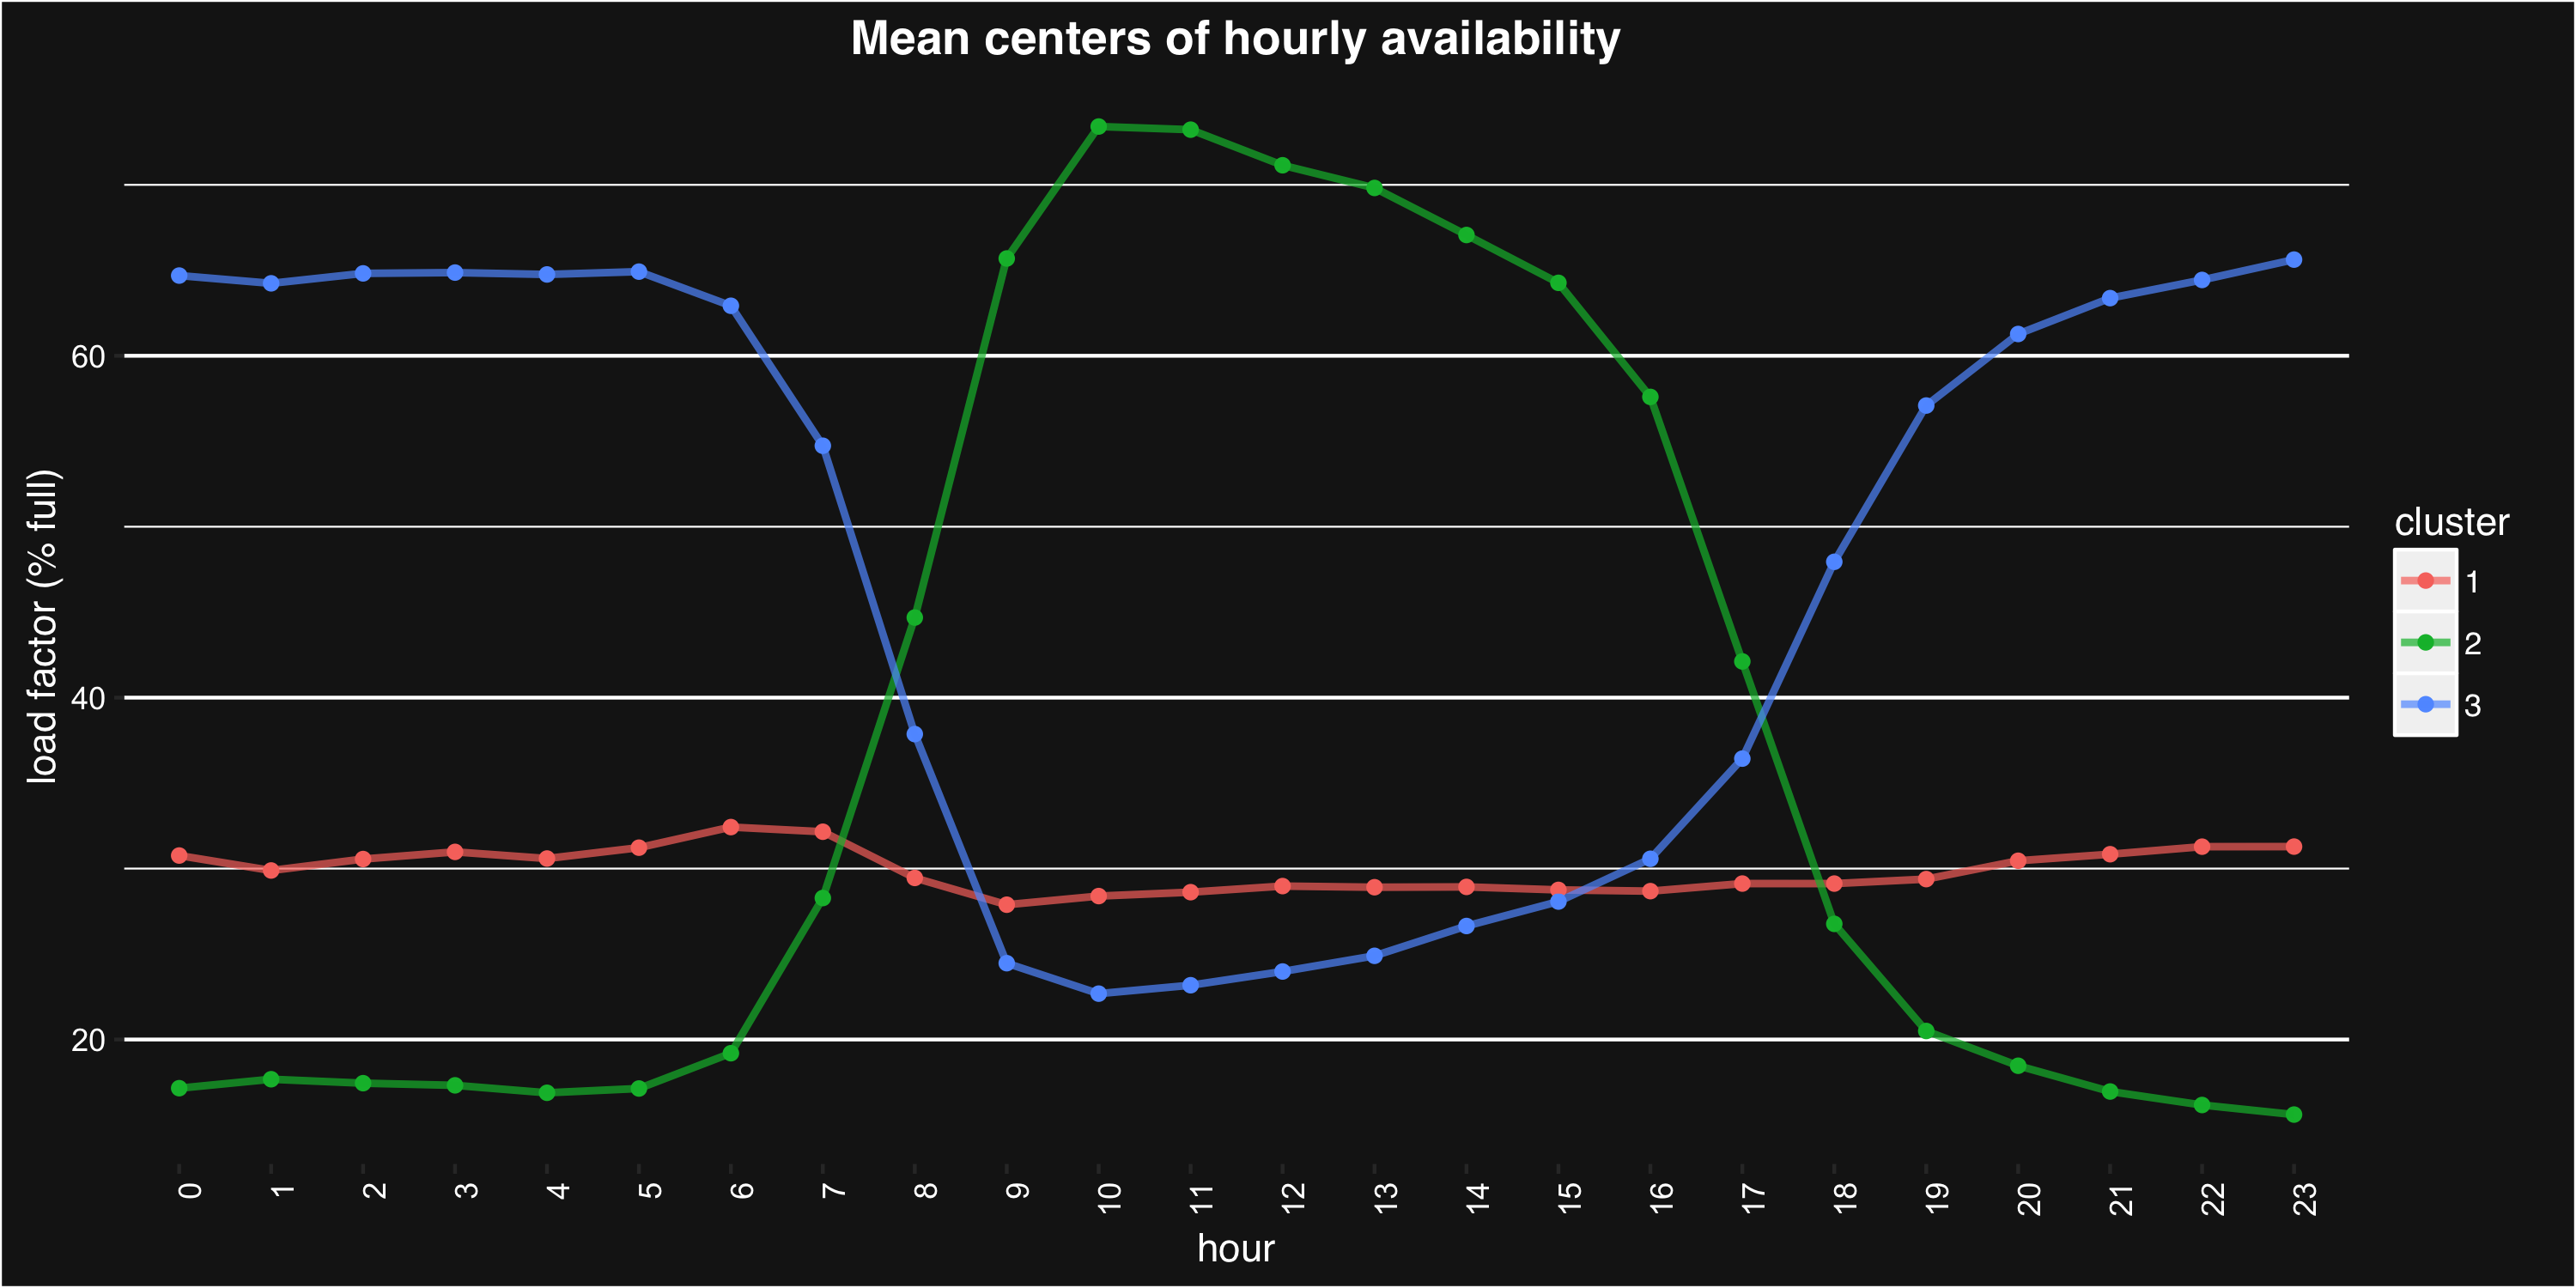 Mean centers of hourly availability
load factor (% full)
60
40
20
0 1 2 3 4 5 6 7 8 9 10 11 12 13 14 15 16 17 18 19 20 21 22 23
hour
cluster
1
2
3